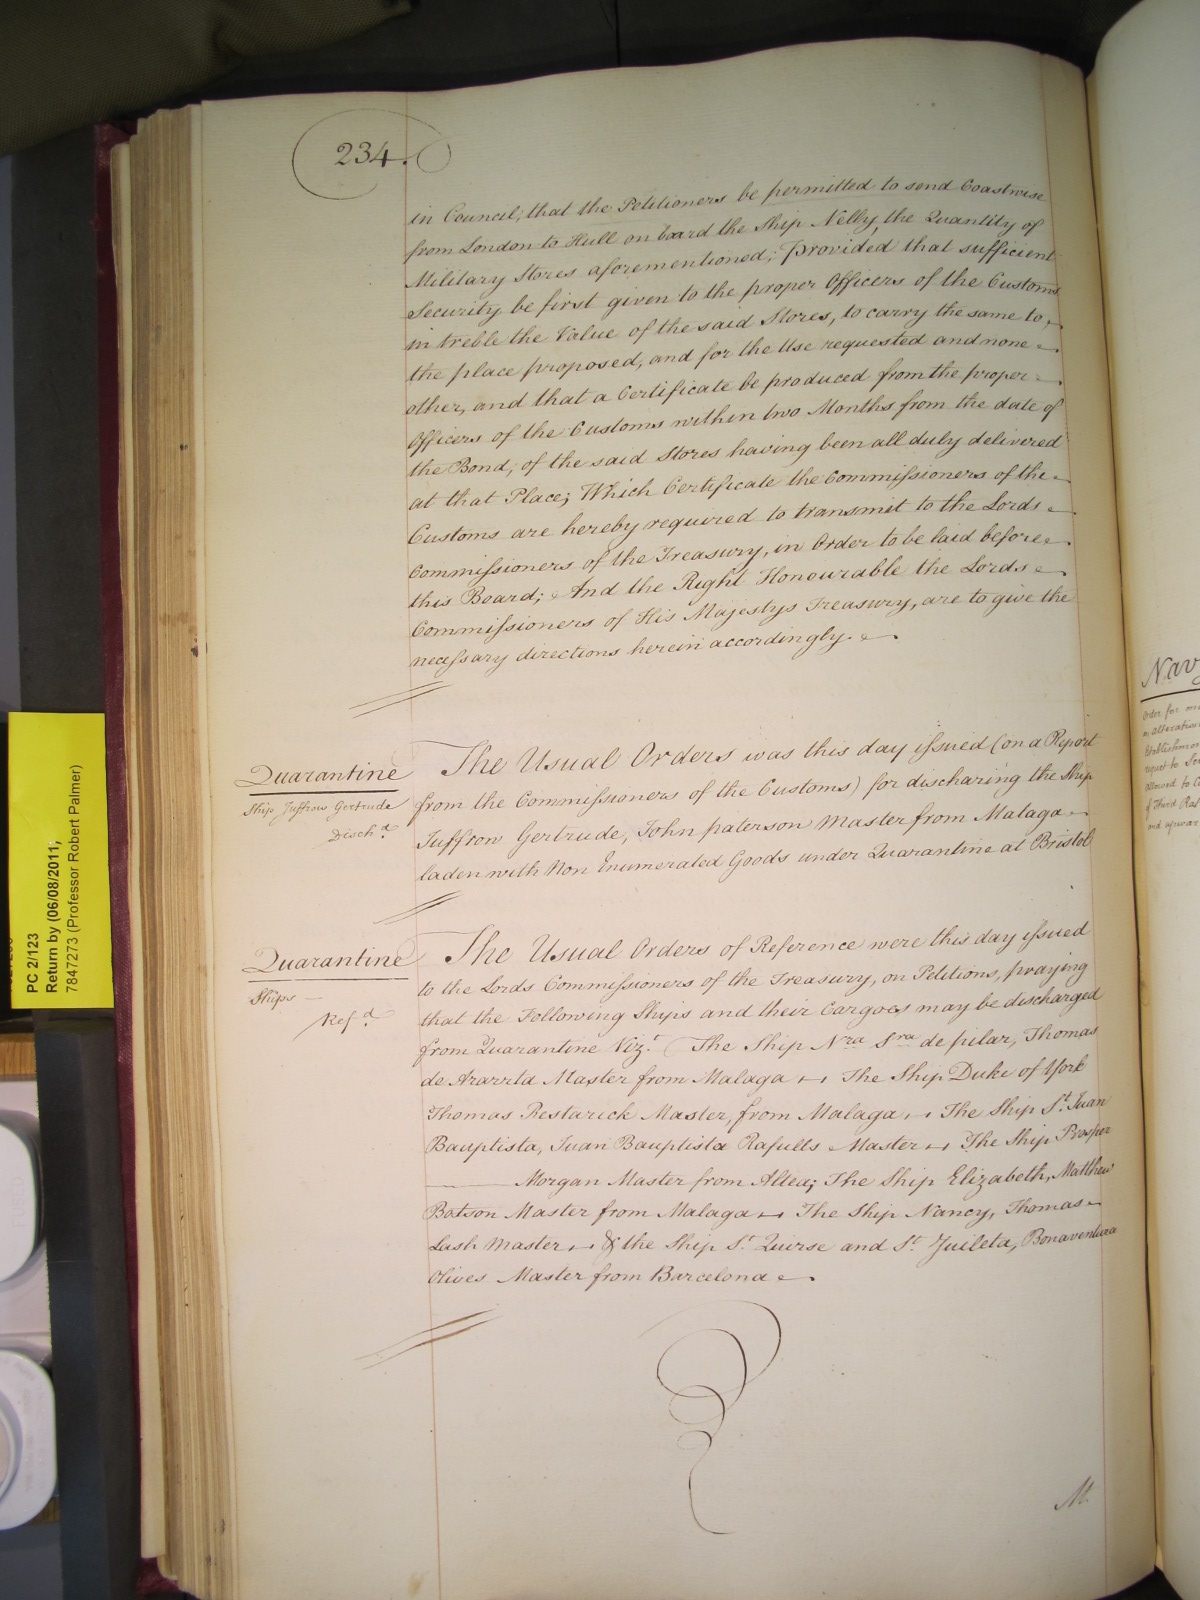 234.
in Council, that the Petitioners be permitted to send Coastwise
from London to Hull on board the Ship Nelly, the Quantity of
Military Stores aforementioned; provided that sufficient
Security be first given to the proper Officers of the Customs
in treble the Value of the said Stores, to carry the same to
the place proposed, and for the Use requested and none
other, and that a Certificate be produced from the proper
Officers of the Customs within two Months from the date of
the Bond, of the said Stores having been all duly delivered
at that Place; Which Certificate the Commissioners of the
Customs are hereby required to transmit to the Lords
Commissioners of the Treasury, in Order to be laid before
this Board; And the Right Honourable the Lords
Commissioners of His Majestys Treasury, are to give the
necessary directions herein accordingly.
Quarantine
Ship Juffrow Gertrude
Disch.d
The Usual Orders was this day issued (on a Report
from the Commissioners of the Customs) for discharging the Ship
Juffrow Gertrude, John paterson Master from Malaga
laden with Non Enumerated Goods under Quarantine at Bristol
Quarantine
Ships
Ref.d
The Usual Orders of Reference were this day issued
to the Lords Commissioners of the Treasury, on Petitions, praying
that the Following Ships and their Cargoes may be discharged
from Quarantine Viz.t The Ship Nra Sra de pilar, Thomas
de Master from Malaga The Ship Duke of York
Thomas Restarick Master, from Malaga, The Ship St. Juan
Bauptista, Juan Bauptista Rafulls Master The Ship Prosper
Morgan Master from Altea; The Ship Elizabeth, Matthew
Batson Master from Malaga The Ship Nancy, Thomas
Lash Master & the Ship St. Quirse and St. Juileta, Bonaventura
Olives Master from Barcelona
M.
PC 2/123
Return by (06/08/2011;
7847273 (Professor Robert Palmer)
Nav